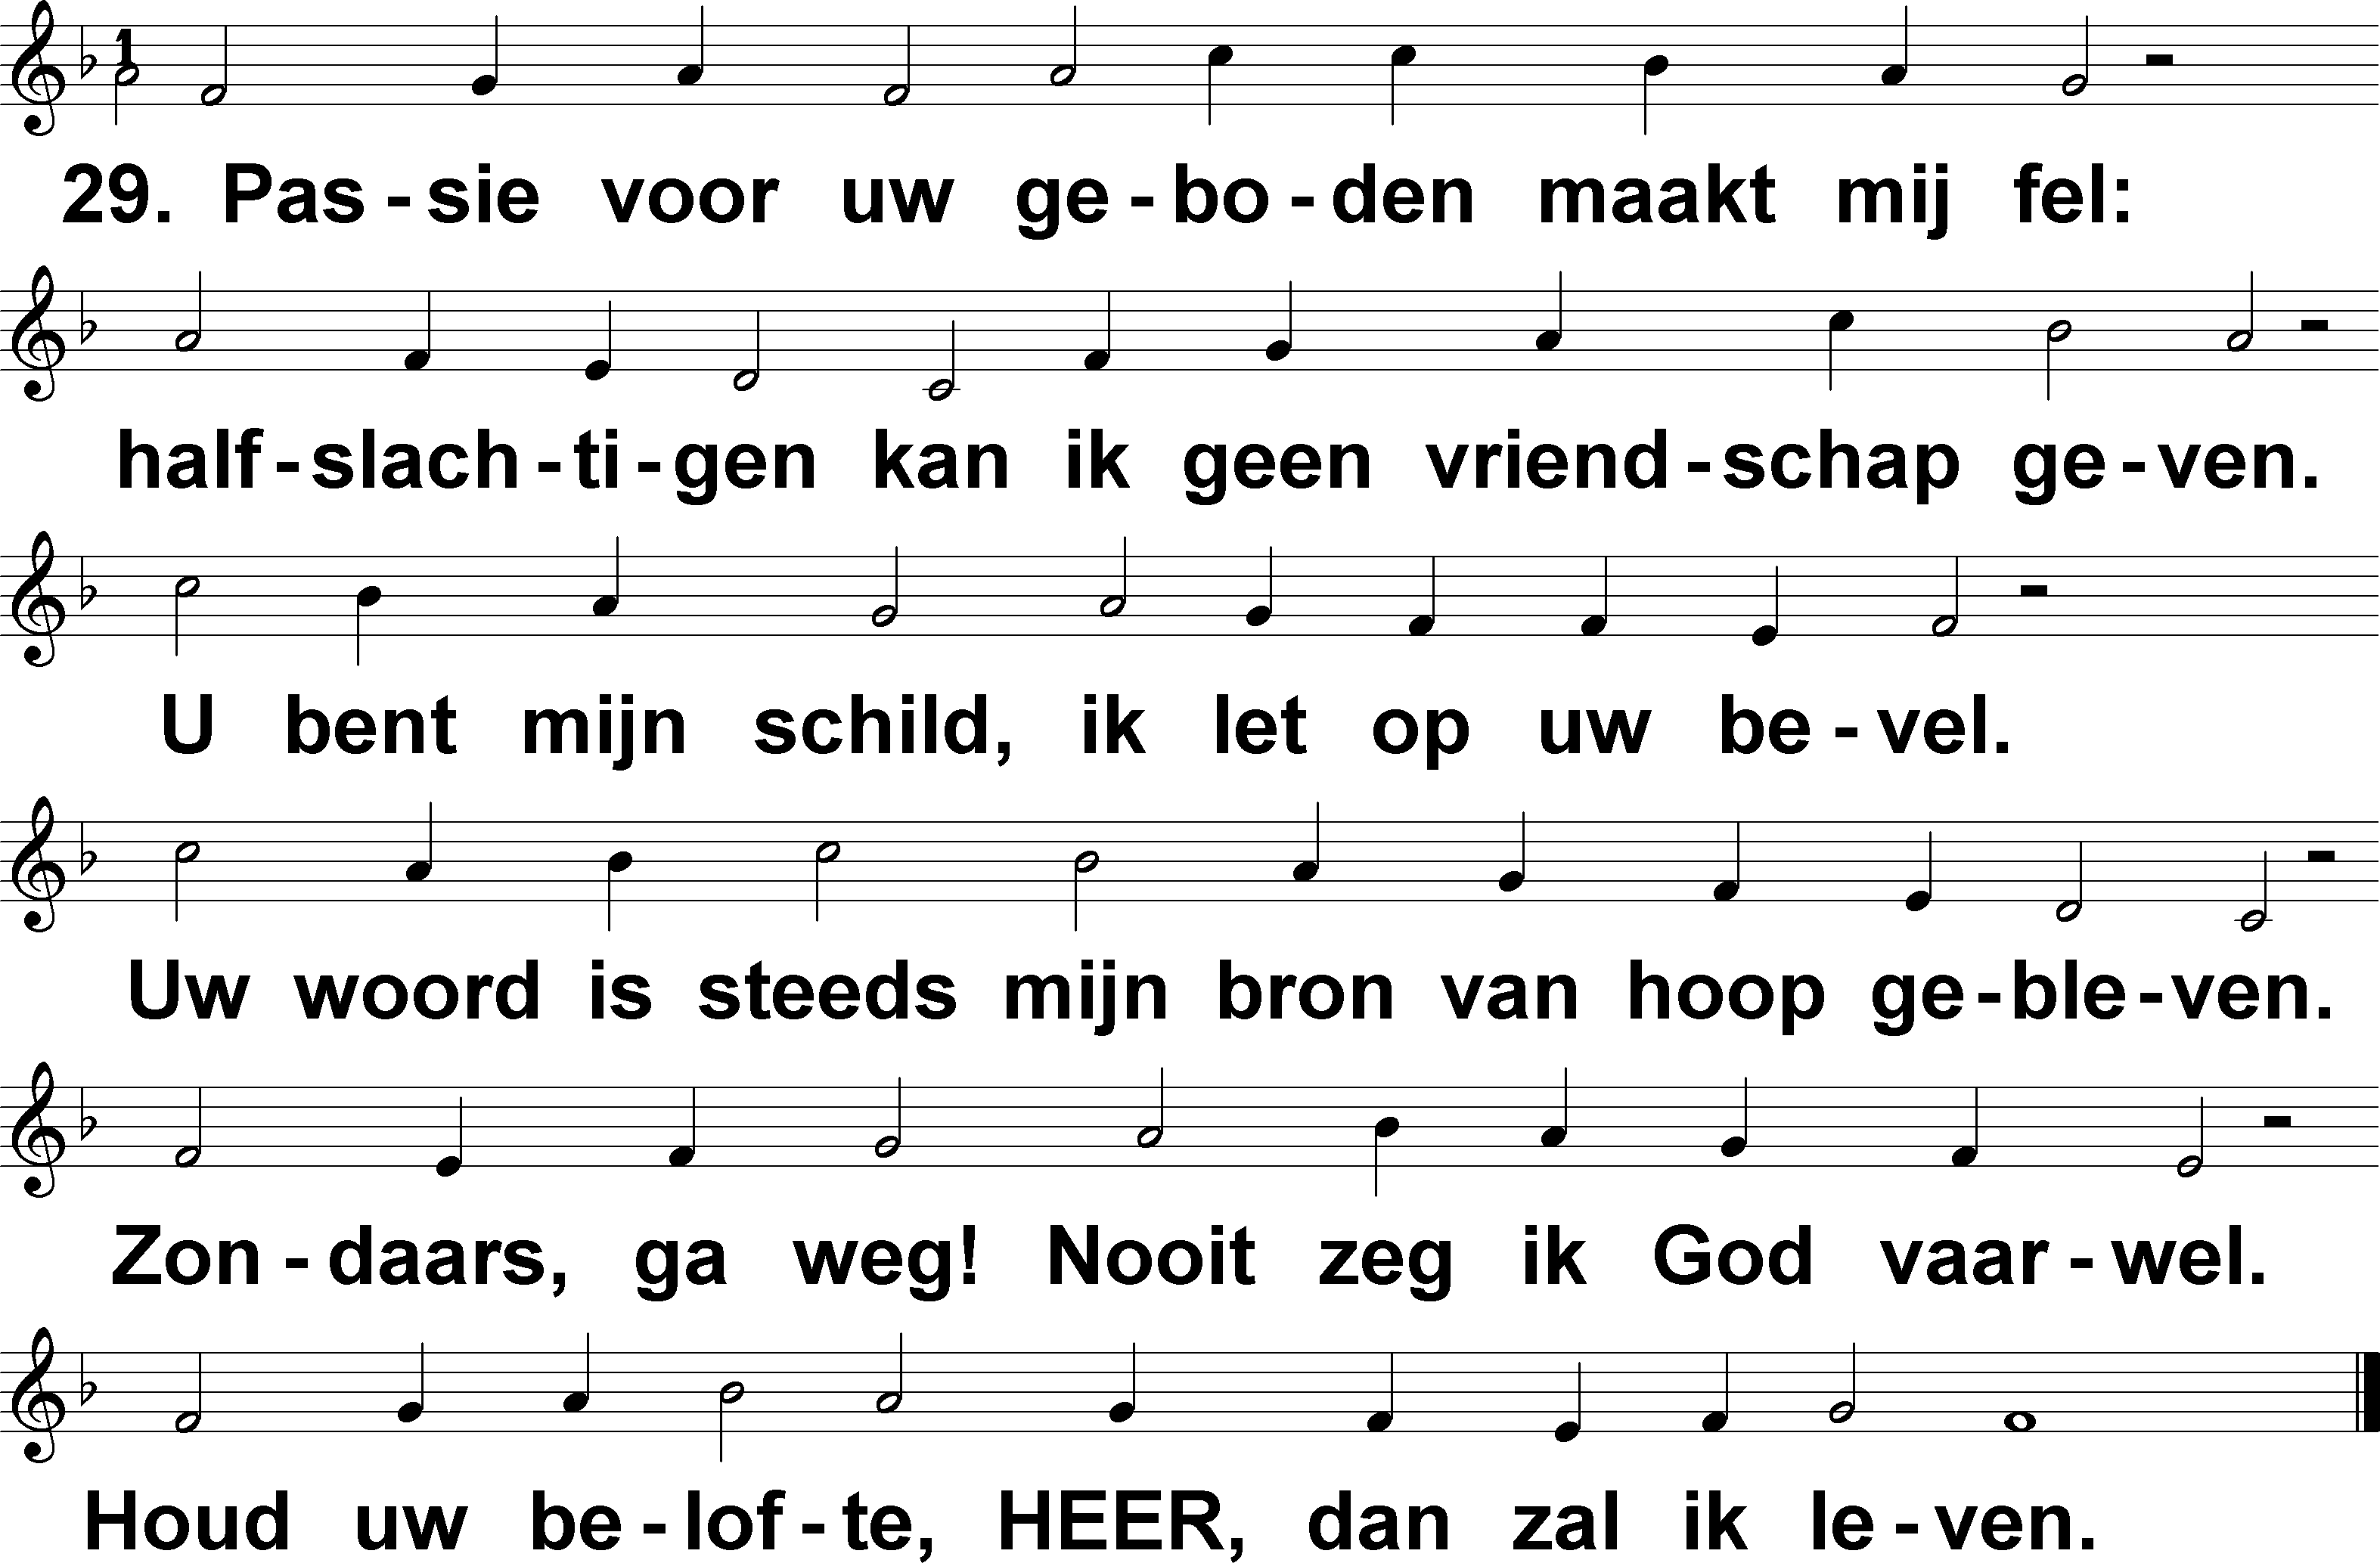 1
29. Pas - sie voor uw ge - bo - den maakt mij fel:
half - slach - ti - gen kan ik geen vriend - schap ge - ven.
U bent mijn schild, ik let op uw be - vel.
Uw woord is steeds mijn bron van hoop ge - ble - ven.
Zon - daars, ga weg! Nooit zeg ik God vaar - wel.
Houd uw be - lof - te, HEER, dan zal ik le - ven.